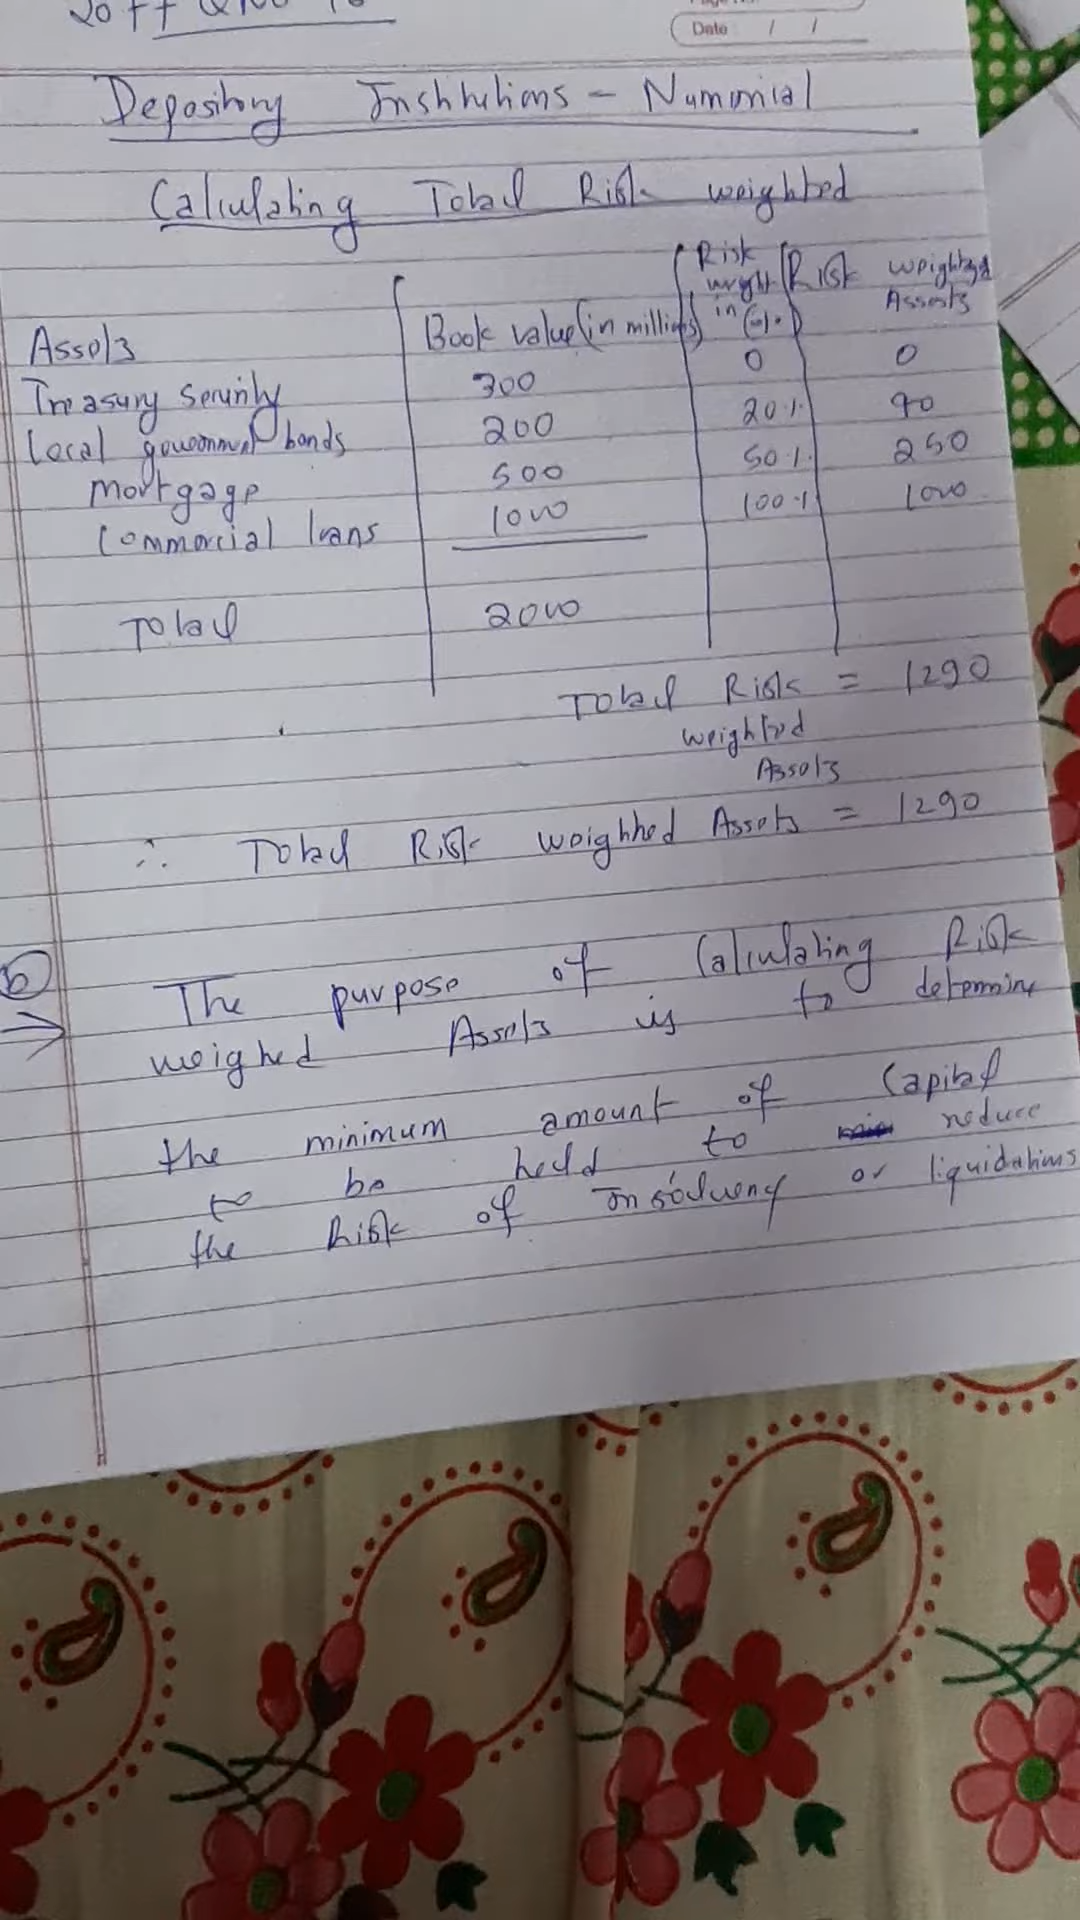 Date / /
Depository Institutions - Numerical
Calculating Total Risk weighted
Assets | Book value (in millions) | Risk weight in (%) | Risk weighted Assets
Treasury Security 300 0 0
Local government bonds 200 20% 40
Mortgage 500 50% 250
Commercial loans 1000 100% 1000
Total 2000
Total Risk = 1290
weighted
Assets
∴ Total Risk weighted Assets = 1290
b
⇒ The purpose of Calculating Risk
weighed Assets is to determine
the minimum amount of Capital
to be held to reduce
the Risk of Insolvency or liquidations